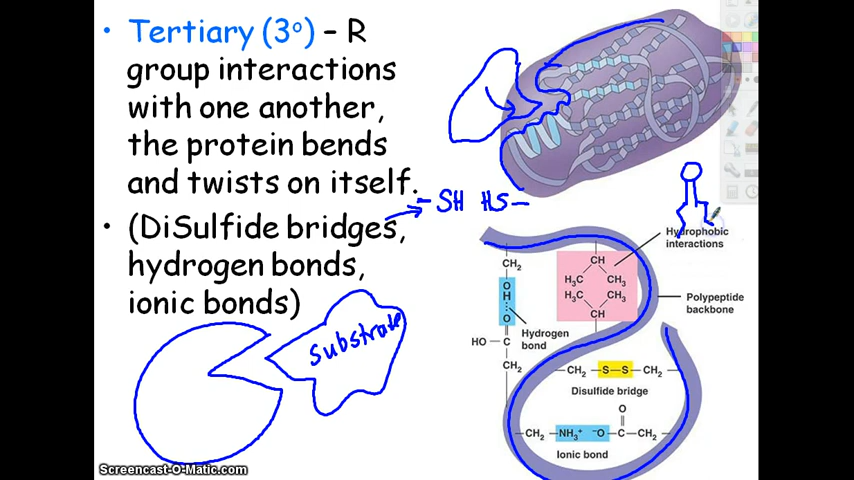 • Tertiary (3º) – R
group interactions
with one another,
the protein bends
and twists on itself.
• (DiSulfide bridges,
hydrogen bonds,
ionic bonds)
-SH HS-
substrate
Hydrophobic
interactions
Polypeptide
backbone
CH2
O
H
O
HO — C
CH2
Hydrogen
bond
CH
H3C CH3
H3C CH3
CH
— CH2 — S — S — CH2 —
Disulfide bridge
O
— CH2 — NH3+ −O — C — CH2 —
Ionic bond
Screencast-O-Matic.com